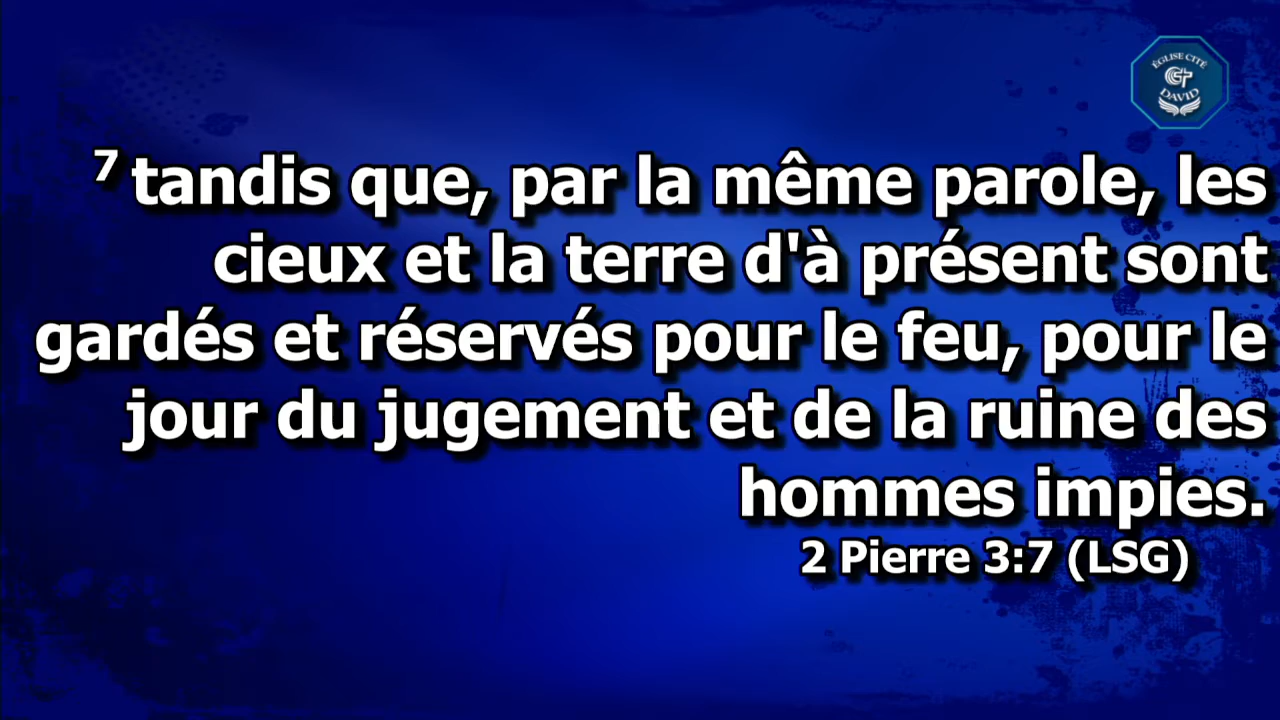 ÉGLISE CITÉ
DAVID
7 tandis que, par la même parole, les
cieux et la terre d'à présent sont
gardés et réservés pour le feu, pour le
jour du jugement et de la ruine des
hommes impies.
2 Pierre 3:7 (LSG)